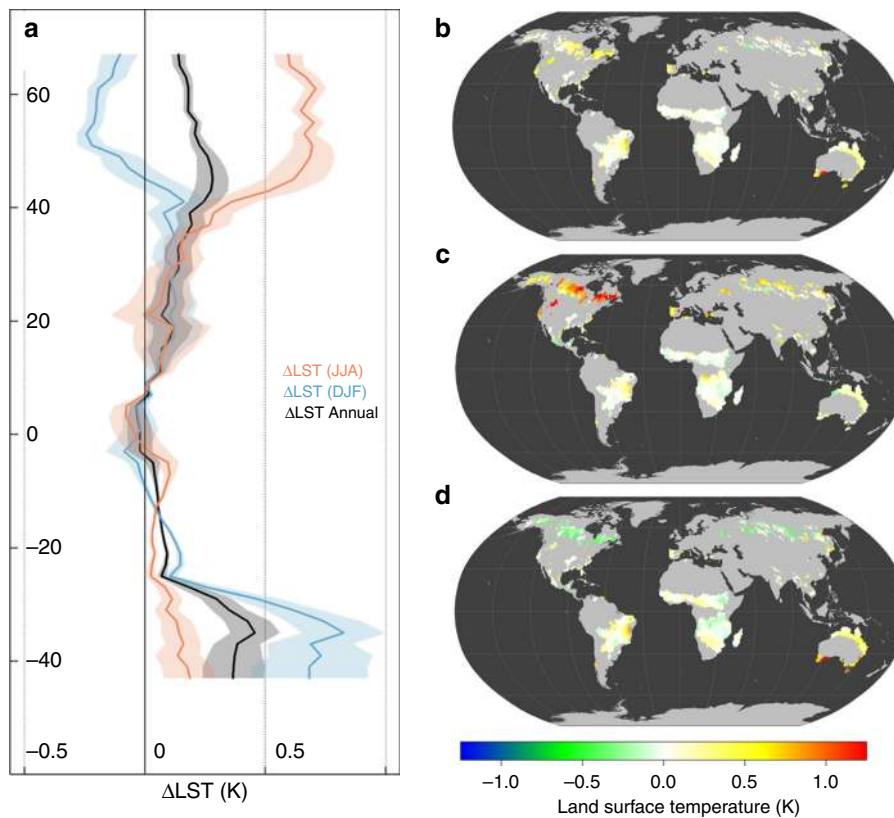 a
60
40
20
0
−20
−40
ΔLST (JJA)
ΔLST (DJF)
ΔLST Annual
−0.5 0 0.5
ΔLST (K)
b
c
d
−1.0 −0.5 0.0 0.5 1.0
Land surface temperature (K)